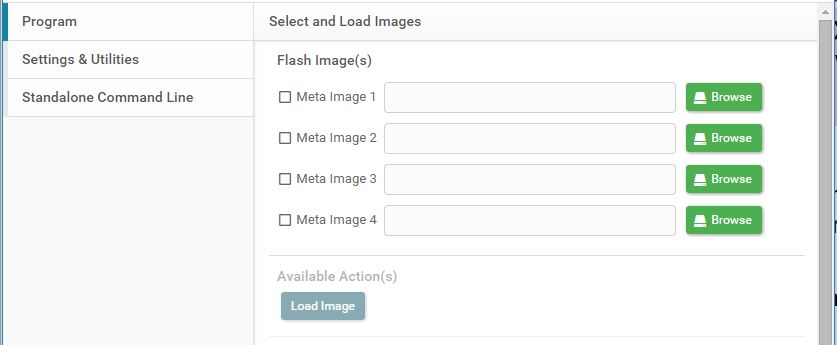 Program
Settings & Utilities
Standalone Command Line
Select and Load Images
Flash Image(s)
Meta Image 1 Browse
Meta Image 2 Browse
Meta Image 3 Browse
Meta Image 4 Browse
Available Action(s)
Load Image